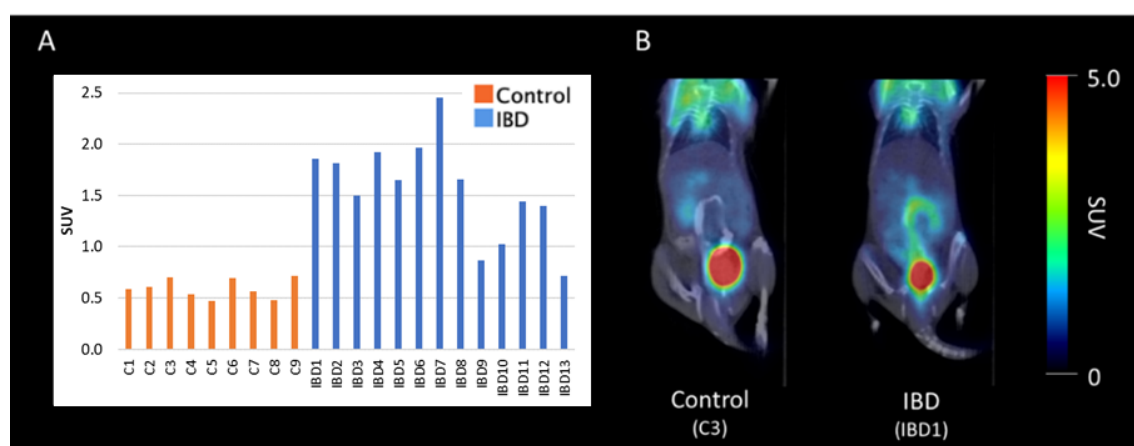 A
B
2.5
2.0
1.5
1.0
0.5
0.0
SUV
Control
IBD
C1
C2
C3
C4
C5
C6
C7
C8
C9
IBD1
IBD2
IBD3
IBD4
IBD5
IBD6
IBD7
IBD8
IBD9
IBD10
IBD11
IBD12
IBD13
Control
(C3)
IBD
(IBD1)
5.0
SUV
0